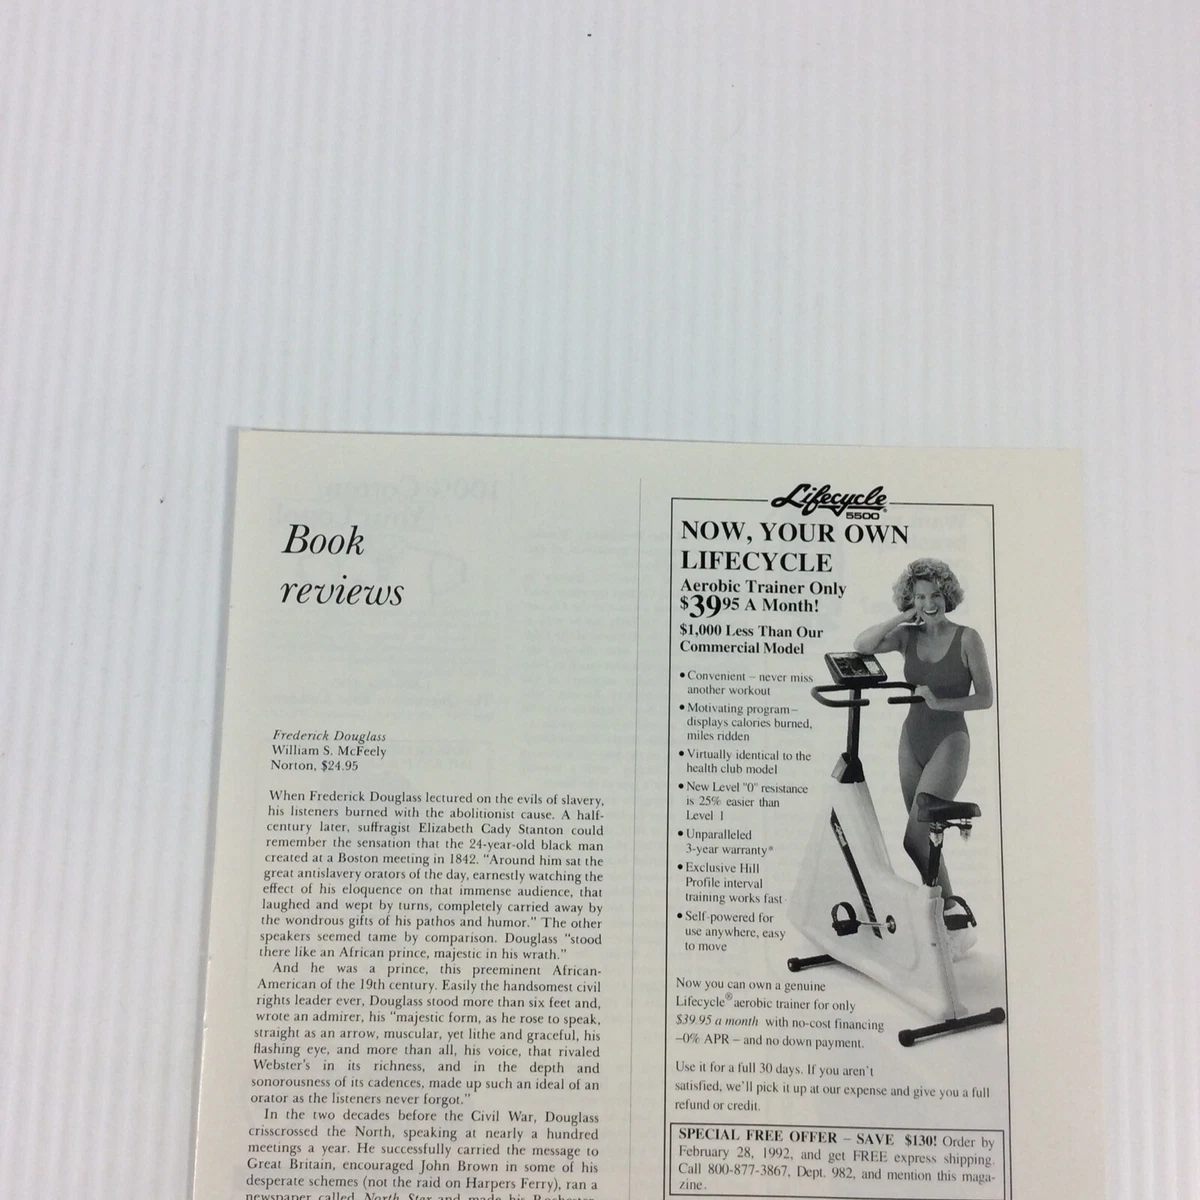 Book
reviews
Frederick Douglass
William S. McFeely
Norton, $24.95
When Frederick Douglass lectured on the evils of slavery,
his listeners burned with the abolitionist cause. A half-
century later, suffragist Elizabeth Cady Stanton could
remember the sensation that the 24-year-old black man
created at a Boston meeting in 1842. "Around him sat the
great antislavery orators of the day, earnestly watching the
effect of his eloquence on that immense audience, that
laughed and wept by turns, completely carried away by
the wondrous gifts of his pathos and humor." The other
speakers seemed tame by comparison. Douglass "stood
there like an African prince, majestic in his wrath."
And he was a prince, this preeminent African-
American of the 19th century. Easily the handsomest civil
rights leader ever, Douglass stood more than six feet and,
wrote an admirer, his "majestic form, as he rose to speak,
straight as an arrow, muscular, yet lithe and graceful, his
flashing eye, and more than all, his voice, that rivaled
Webster's in its richness, and in the depth and
sonorousness of its cadences, made up such an ideal of an
orator as the listeners never forgot."
In the two decades before the Civil War, Douglass
crisscrossed the North, speaking at nearly a hundred
meetings a year. He successfully carried the message to
Great Britain, encouraged John Brown in some of his
desperate schemes (not the raid on Harpers Ferry), ran a
newspaper called North Star and made his Rochester,
Lifecycle®
5500
NOW, YOUR OWN
LIFECYCLE
Aerobic Trainer Only
$39.95 A Month!
$1,000 Less Than Our
Commercial Model
• Convenient – never miss
another workout
• Motivating program–
displays calories burned,
miles ridden
• Virtually identical to the
health club model
• New Level "0" resistance
is 25% easier than
Level 1
• Unparalleled
3-year warranty*
• Exclusive Hill
Profile interval
training works fast
• Self-powered for
use anywhere, easy
to move
Now you can own a genuine
Lifecycle® aerobic trainer for only
$39.95 a month with no-cost financing
–0% APR – and no down payment.
Use it for a full 30 days. If you aren't
satisfied, we'll pick it up at our expense and give you a full
refund or credit.
SPECIAL FREE OFFER – SAVE $130! Order by
February 28, 1992, and get FREE express shipping.
Call 800-877-3867, Dept. 982, and mention this maga-
zine.